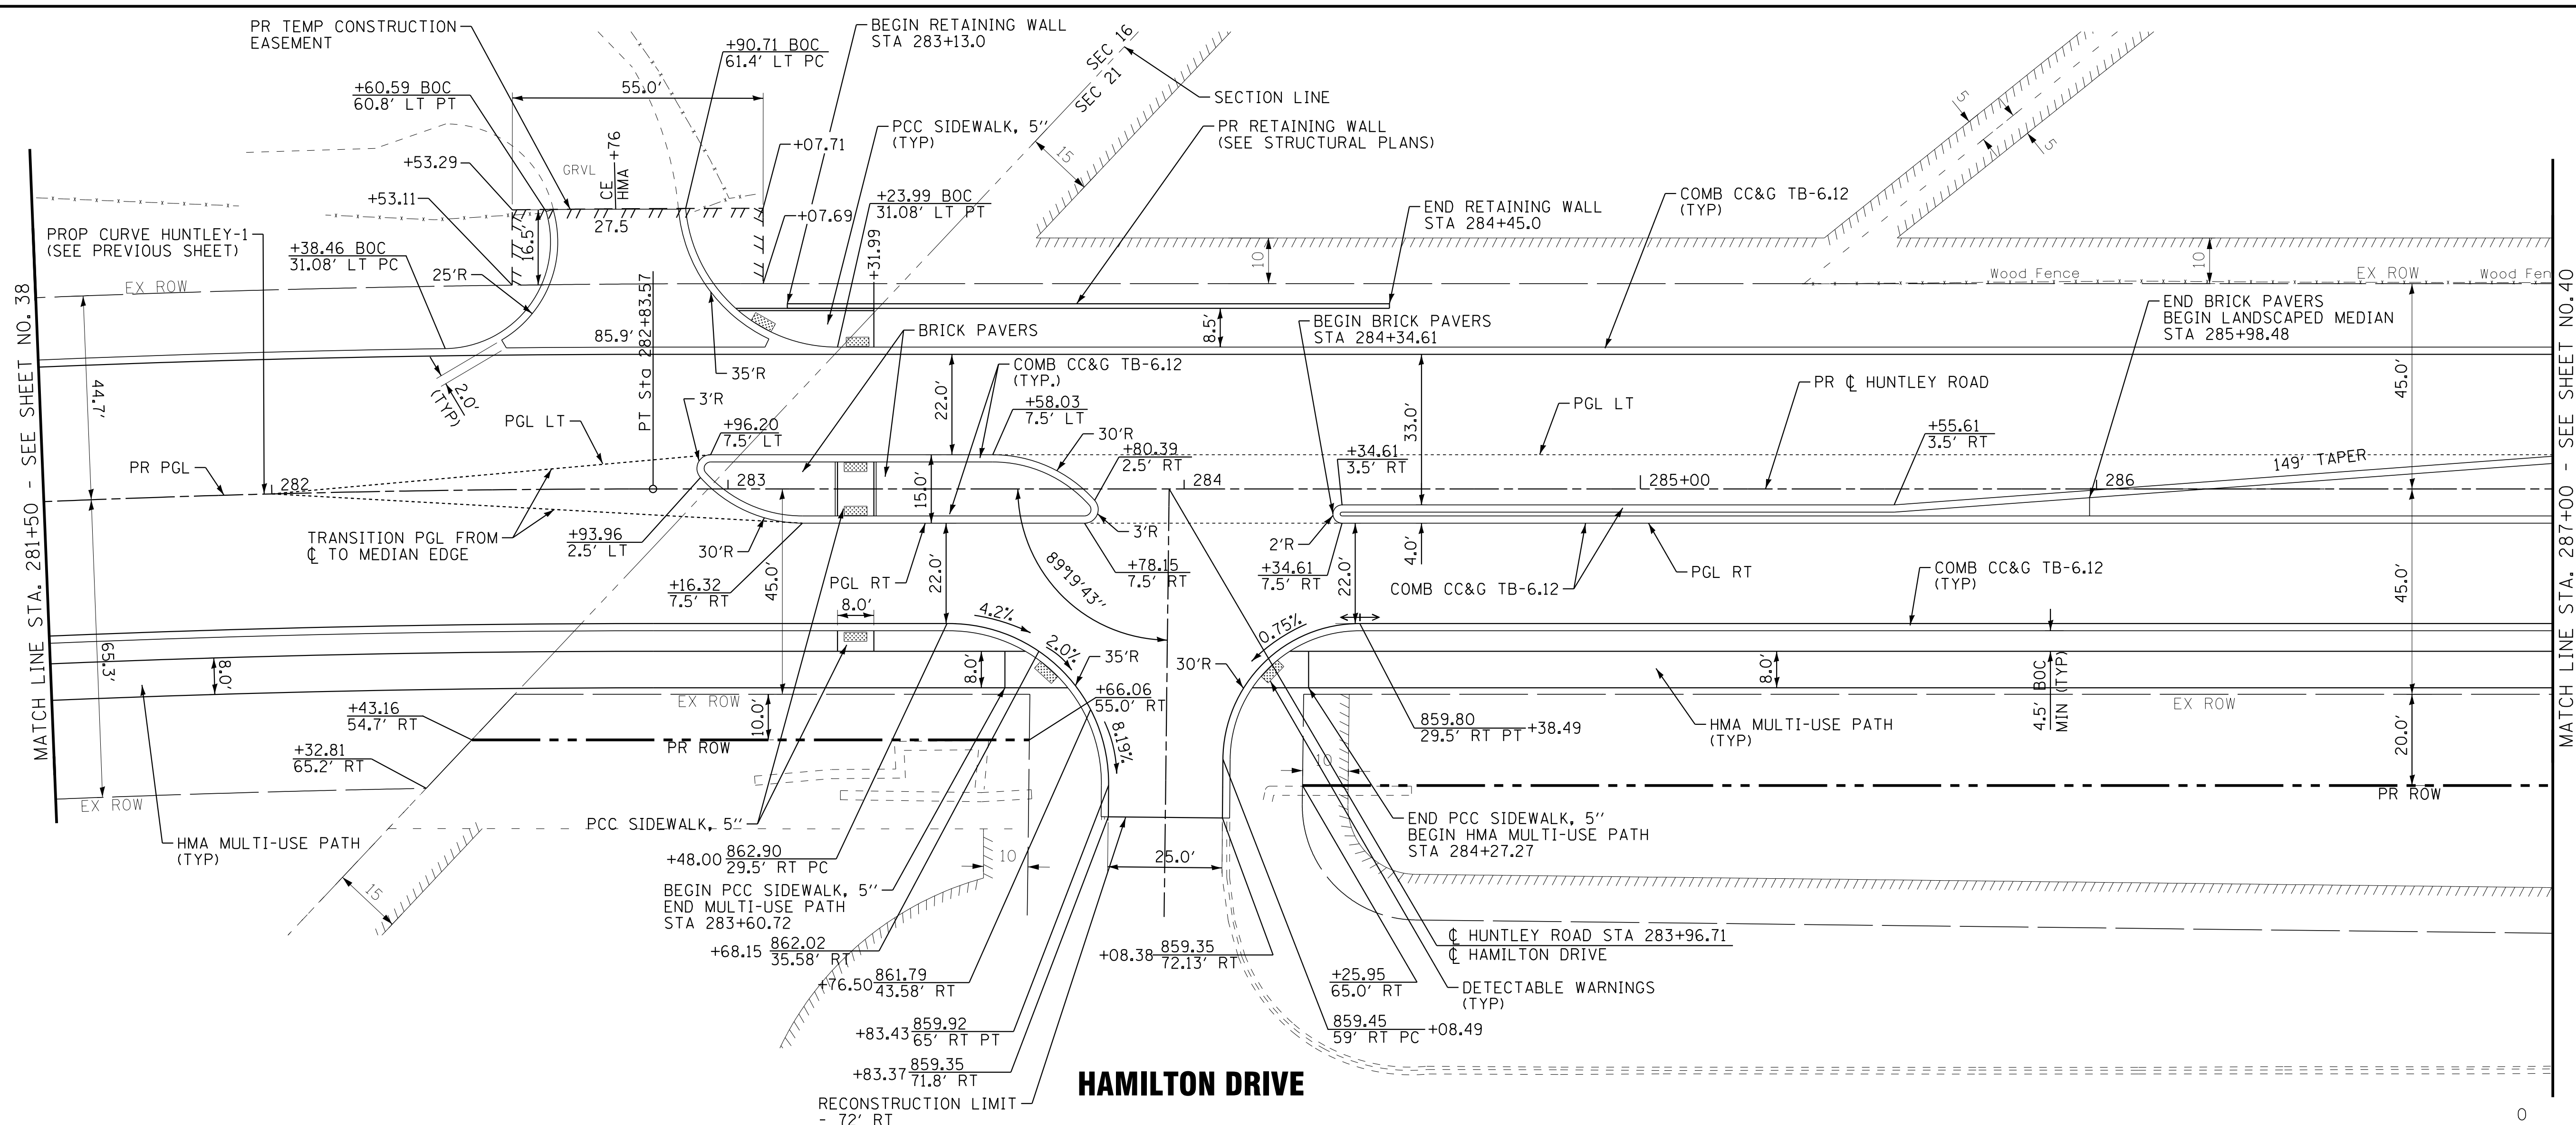 PR TEMP CONSTRUCTION
EASEMENT
+90.71 BOC
61.4' LT PC
BEGIN RETAINING WALL
STA 283+13.0
SEC 16
SEC 21
SECTION LINE
+60.59 BOC
60.8' LT PT
55.0'
PCC SIDEWALK, 5''
(TYP)
PR RETAINING WALL
(SEE STRUCTURAL PLANS)
15
5
5
+53.29
GRVL
CE
HMA
+76
+07.71
+53.11
16.5'
27.5
+07.69
+23.99 BOC
31.08' LT PT
COMB CC&G TB-6.12
(TYP)
END RETAINING WALL
STA 284+45.0
PROP CURVE HUNTLEY-1
(SEE PREVIOUS SHEET)
+38.46 BOC
31.08' LT PC
25'R
+31.99
10
10
Wood Fence
EX ROW
Wood Fen
EX ROW
PT Sta 282+83.57
85.9'
BRICK PAVERS
8.5'
BEGIN BRICK PAVERS
STA 284+34.61
END BRICK PAVERS
BEGIN LANDSCAPED MEDIAN
STA 285+98.48
MATCH LINE STA. 281+50 - SEE SHEET NO. 38
MATCH LINE STA. 287+00 - SEE SHEET NO. 40
44.7'
2.0'
(TYP)
35'R
22.0'
COMB CC&G TB-6.12
(TYP.)
33.0'
PR ℄ HUNTLEY ROAD
45.0'
3'R
+58.03
7.5' LT
PGL LT
PGL LT
+96.20
7.5' LT
30'R
+80.39
2.5' RT
+34.61
3.5' RT
+55.61
3.5' RT
149' TAPER
PR PGL
282
283
284
285+00
286
15.0'
TRANSITION PGL FROM
℄ TO MEDIAN EDGE
+93.96
2.5' LT
30'R
3'R
2'R
4.0'
+16.32
7.5' RT
45.0'
PGL RT
22.0'
89°19'43''
+78.15
7.5' RT
+34.61
7.5' RT
22.0'
COMB CC&G TB-6.12
PGL RT
COMB CC&G TB-6.12
(TYP)
45.0'
8.0'
4.2%
2.0%
0.75%
65.3'
8.0'
8.0'
35'R
30'R
8.0'
4.5' BOC
MIN (TYP)
+66.06
55.0' RT
+43.16
54.7' RT
EX ROW
10.0'
PR ROW
8.19%
859.80
29.5' RT PT
+38.49
HMA MULTI-USE PATH
(TYP)
EX ROW
20.0'
+32.81
65.2' RT
10
EX ROW
PR ROW
HMA MULTI-USE PATH
(TYP)
PCC SIDEWALK, 5''
END PCC SIDEWALK, 5''
BEGIN HMA MULTI-USE PATH
STA 284+27.27
+48.00
862.90
29.5' RT PC
10
25.0'
15
BEGIN PCC SIDEWALK, 5''
END MULTI-USE PATH
STA 283+60.72
℄ HUNTLEY ROAD STA 283+96.71
℄ HAMILTON DRIVE
+68.15
862.02
35.58' RT
+08.38
859.35
72.13' RT
+76.50
861.79
43.58' RT
+25.95
65.0' RT
DETECTABLE WARNINGS
(TYP)
+83.43
859.92
65' RT PT
859.45
59' RT PC
+08.49
+83.37
859.35
71.8' RT
HAMILTON DRIVE
RECONSTRUCTION LIMIT
- 72' RT
0